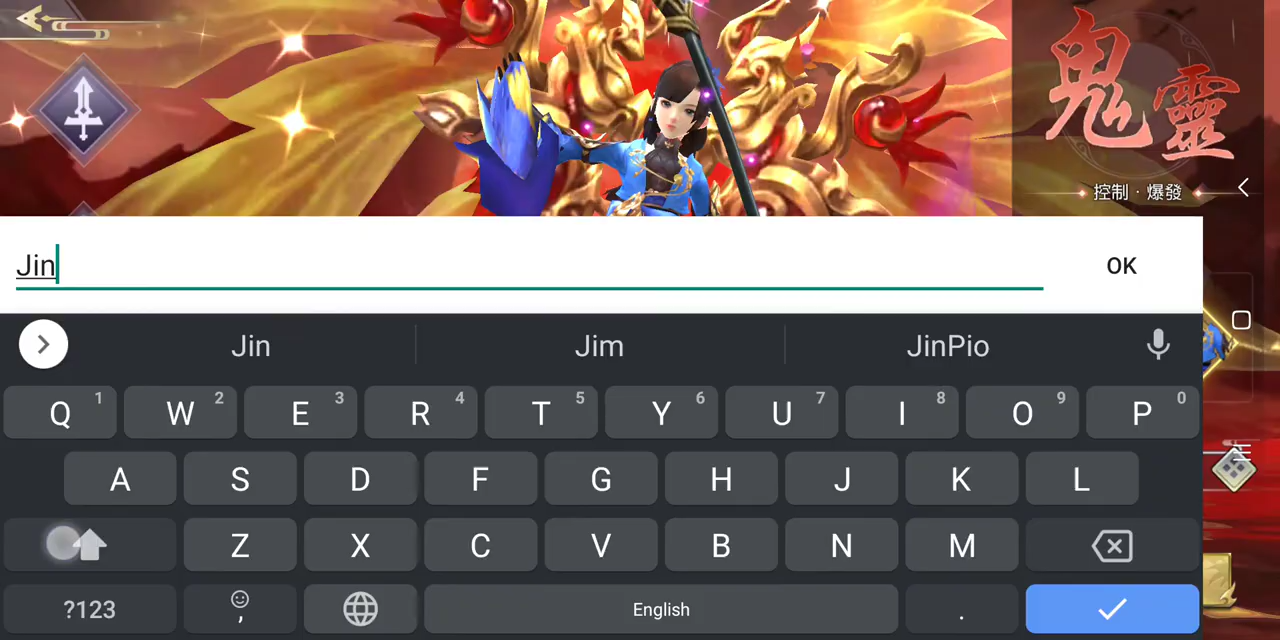 鬼靈
控制·爆發
Jin
OK
Jin Jim JinPio
Q 1 W 2 E 3 R 4 T 5 Y 6 U 7 I 8 O 9 P 0
A S D F G H J K L
Z X C V B N M
?123 , English .